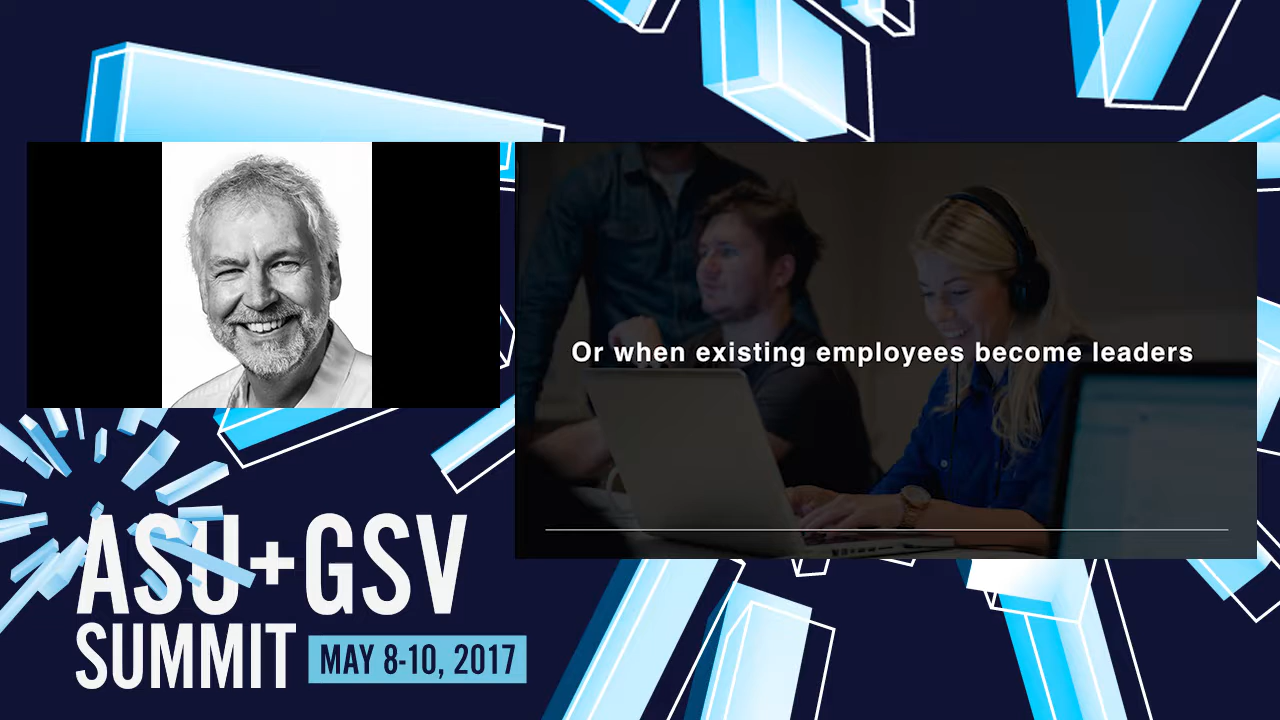 Or when existing employees become leaders
ASU+GSV
SUMMIT
MAY 8-10, 2017